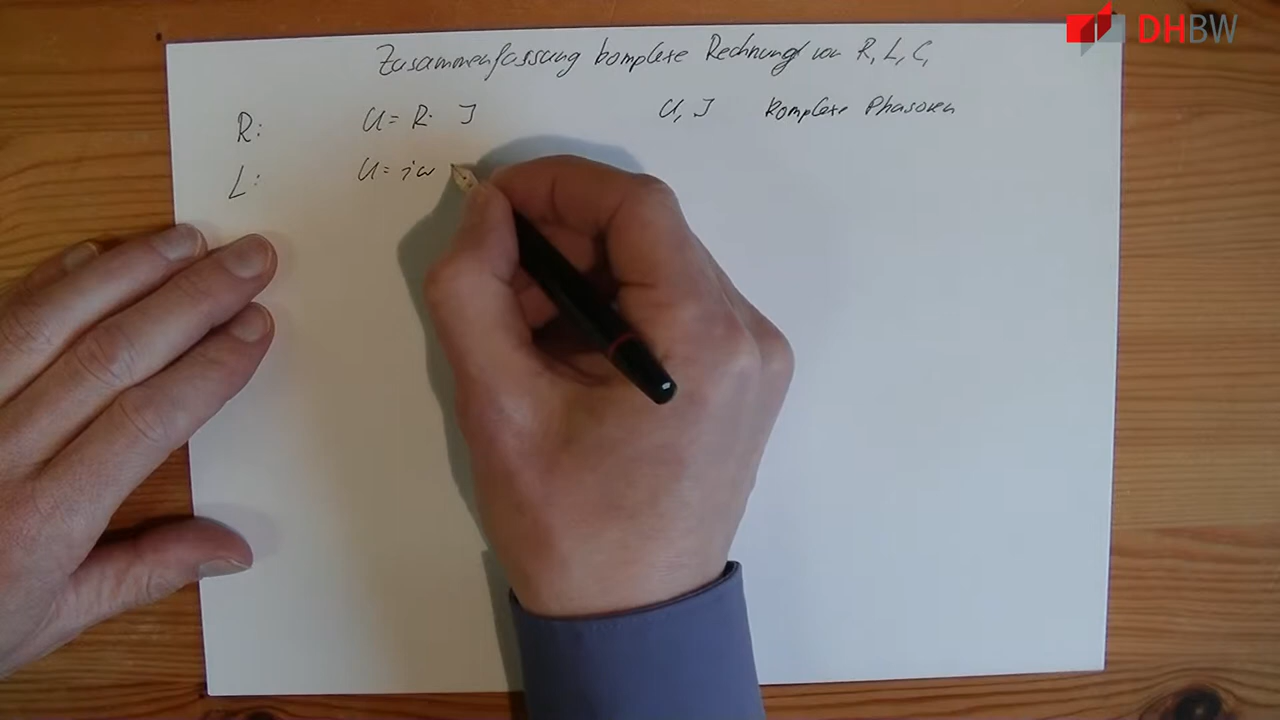 DHBW
Zusammenfassung komplexe Rechnung von R, L, C,
R: U = R · I U, I komplexe Phasoren
L: U = jω